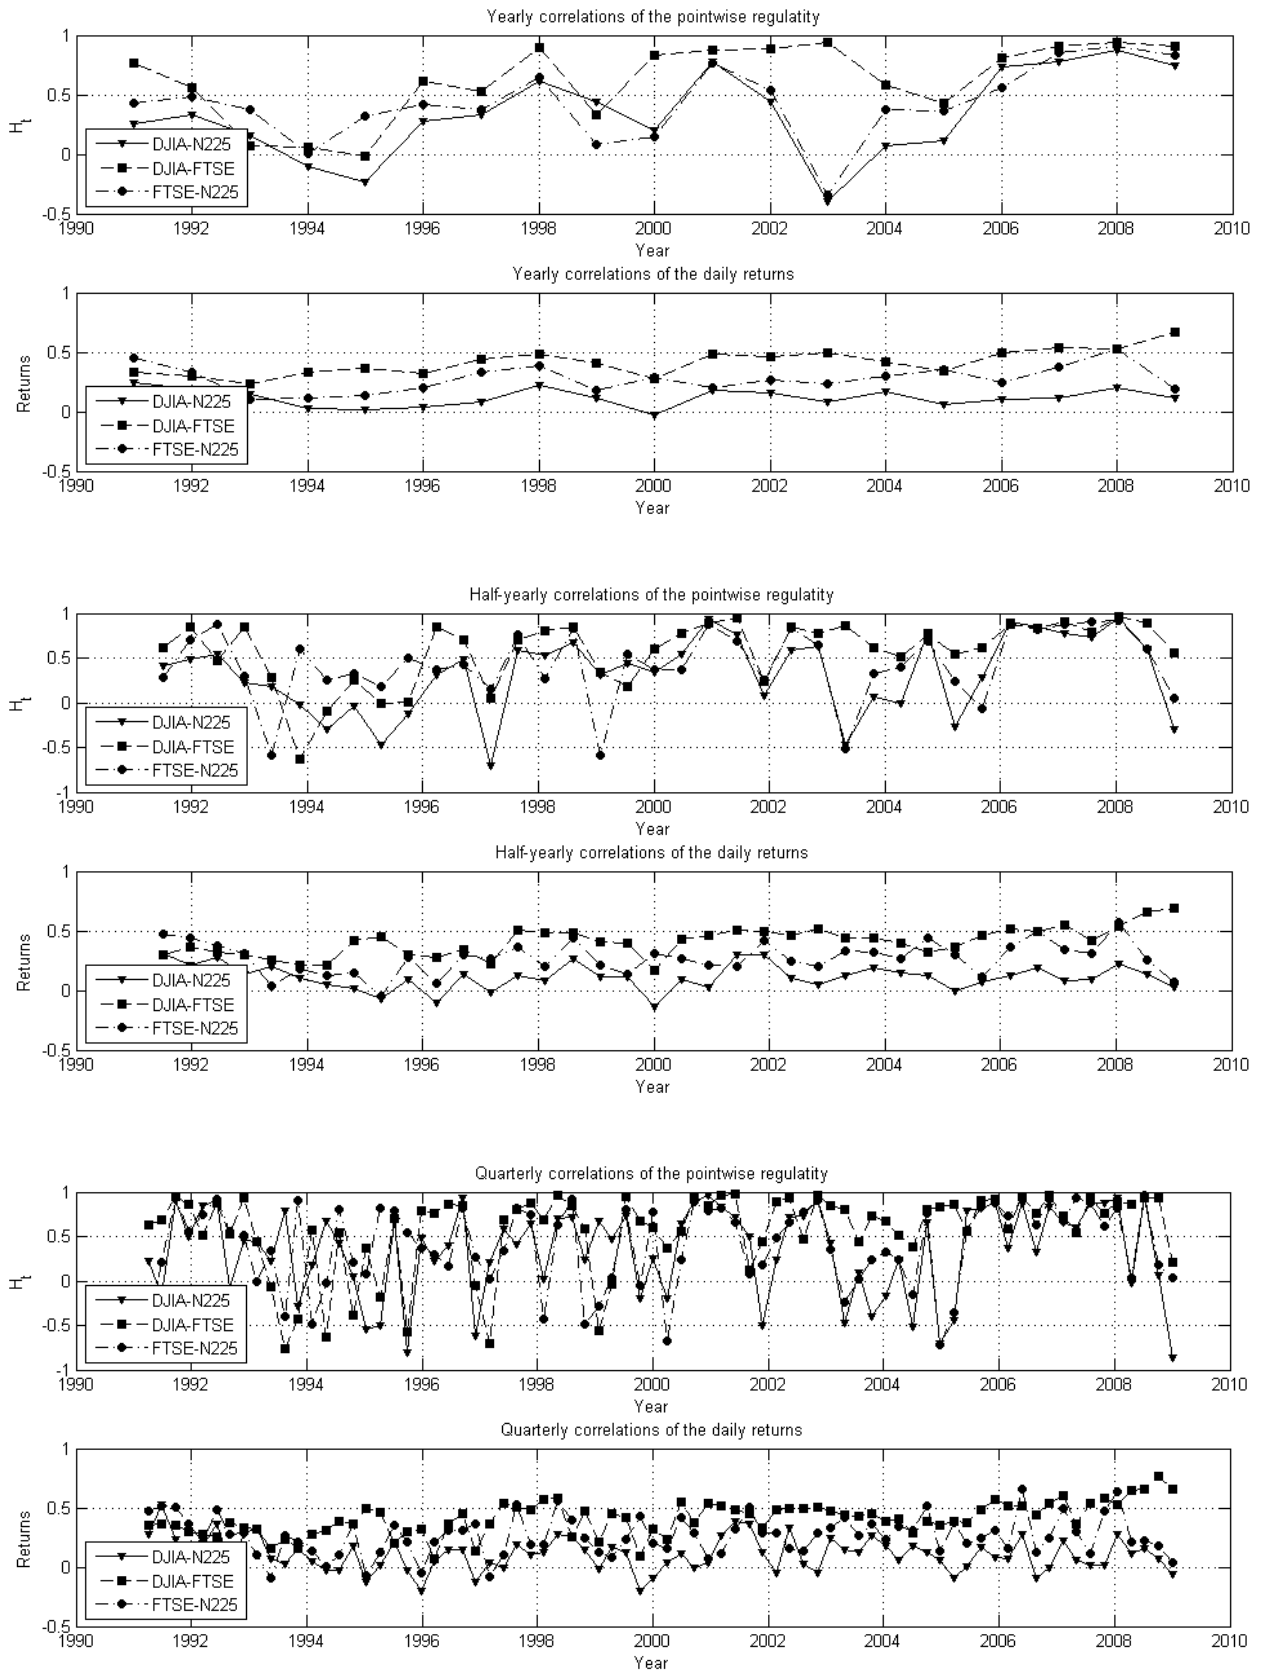 Yearly correlations of the pointwise regulatity
1
0.5
0
-0.5
H_t
DJIA-N225
DJIA-FTSE
FTSE-N225
1990 1992 1994 1996 1998 2000 2002 2004 2006 2008 2010
Year
Yearly correlations of the daily returns
1
0.5
0
-0.5
Returns
DJIA-N225
DJIA-FTSE
FTSE-N225
1990 1992 1994 1996 1998 2000 2002 2004 2006 2008 2010
Year
Half-yearly correlations of the pointwise regulatity
1
0.5
0
-0.5
-1
H_t
DJIA-N225
DJIA-FTSE
FTSE-N225
1990 1992 1994 1996 1998 2000 2002 2004 2006 2008 2010
Year
Half-yearly correlations of the daily returns
1
0.5
0
-0.5
Returns
DJIA-N225
DJIA-FTSE
FTSE-N225
1990 1992 1994 1996 1998 2000 2002 2004 2006 2008 2010
Year
Quarterly correlations of the pointwise regulatity
1
0.5
0
-0.5
-1
H_t
DJIA-N225
DJIA-FTSE
FTSE-N225
1990 1992 1994 1996 1998 2000 2002 2004 2006 2008 2010
Year
Quarterly correlations of the daily returns
1
0.5
0
-0.5
Returns
DJIA-N225
DJIA-FTSE
FTSE-N225
1990 1992 1994 1996 1998 2000 2002 2004 2006 2008 2010
Year